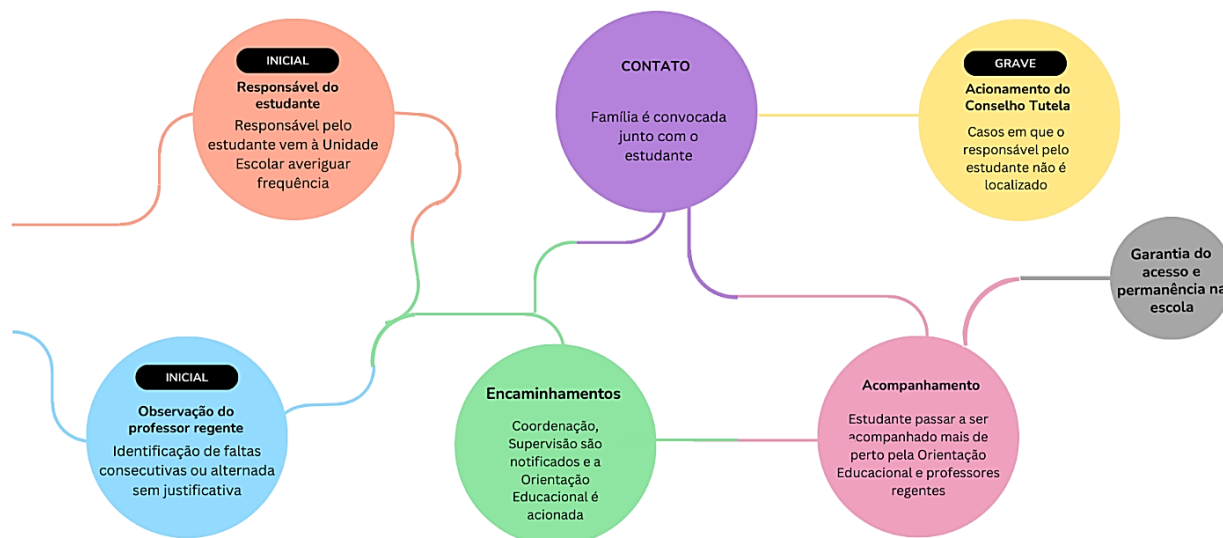 INICIAL
Responsável do
estudante
Responsável pelo
estudante vem à Unidade
Escolar averiguar
frequência
CONTATO
Família é convocada
junto com o
estudante
GRAVE
Acionamento do
Conselho Tutela
Casos em que o
responsável pelo
estudante não é
localizado
Garantia do
acesso e
permanência na
escola
INICIAL
Observação do
professor regente
Identificação de faltas
consecutivas ou alternada
sem justificativa
Encaminhamentos
Coordenação,
Supervisão são
notificados e a
Orientação
Educacional é
acionada
Acompanhamento
Estudante passar a ser
acompanhado mais de
perto pela Orientação
Educacional e professores
regentes